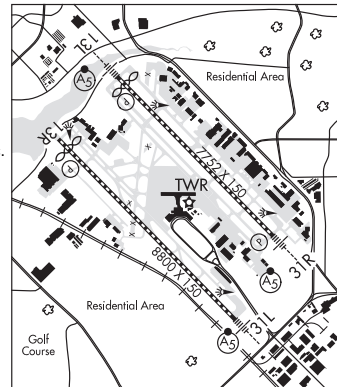 13L
A5
Residential Area
P
13R
P
7752 X 150
TWR
P
8800 X 150
31R
A5
Residential Area
31L
A5
Golf
Course